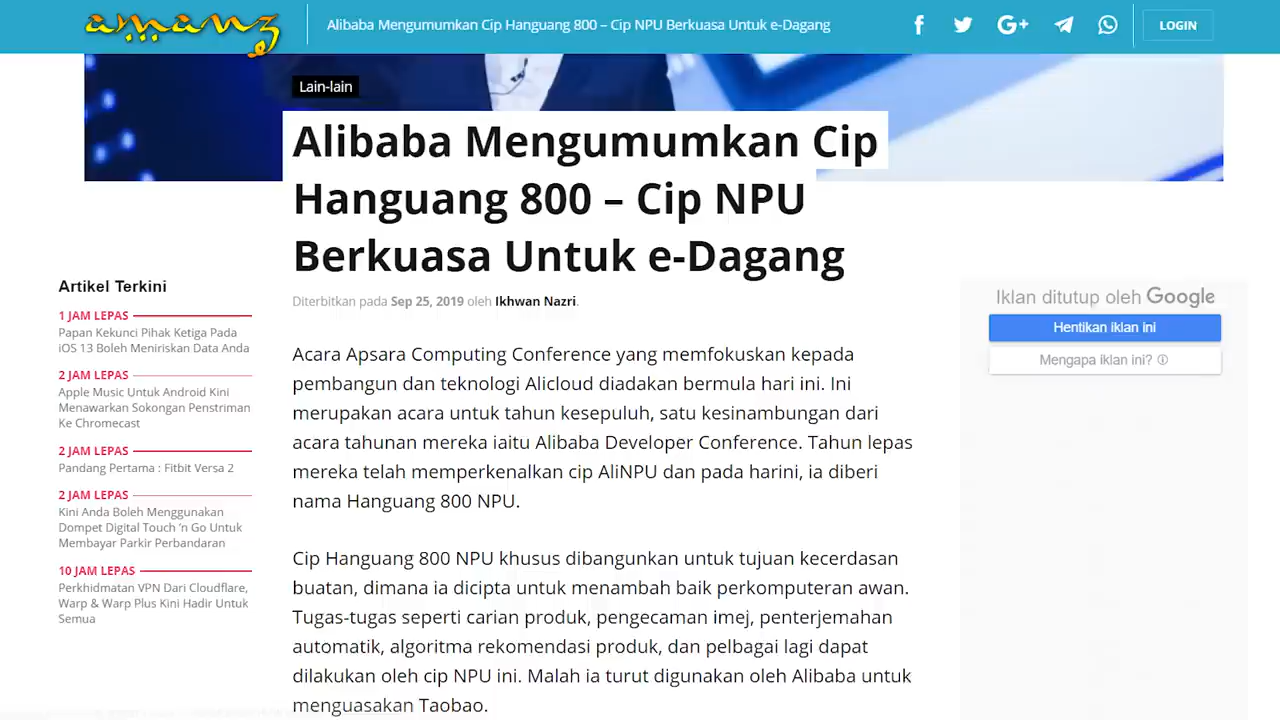 amanz
Alibaba Mengumumkan Cip Hanguang 800 – Cip NPU Berkuasa Untuk e-Dagang
LOGIN
Lain-lain
Alibaba Mengumumkan Cip
Hanguang 800 – Cip NPU
Berkuasa Untuk e-Dagang
Diterbitkan pada Sep 25, 2019 oleh Ikhwan Nazri.
Artikel Terkini
1 JAM LEPAS
Papan Kekunci Pihak Ketiga Pada
iOS 13 Boleh Meniriskan Data Anda
2 JAM LEPAS
Apple Music Untuk Android Kini
Menawarkan Sokongan Penstriman
Ke Chromecast
2 JAM LEPAS
Pandang Pertama : Fitbit Versa 2
2 JAM LEPAS
Kini Anda Boleh Menggunakan
Dompet Digital Touch 'n Go Untuk
Membayar Parkir Perbandaran
10 JAM LEPAS
Perkhidmatan VPN Dari Cloudflare,
Warp & Warp Plus Kini Hadir Untuk
Semua
Acara Apsara Computing Conference yang memfokuskan kepada
pembangun dan teknologi Alicloud diadakan bermula hari ini. Ini
merupakan acara untuk tahun kesepuluh, satu kesinambungan dari
acara tahunan mereka iaitu Alibaba Developer Conference. Tahun lepas
mereka telah memperkenalkan cip AliNPU dan pada harini, ia diberi
nama Hanguang 800 NPU.
Cip Hanguang 800 NPU khusus dibangunkan untuk tujuan kecerdasan
buatan, dimana ia dicipta untuk menambah baik perkomputeran awan.
Tugas-tugas seperti carian produk, pengecaman imej, penterjemahan
automatik, algoritma rekomendasi produk, dan pelbagai lagi dapat
dilakukan oleh cip NPU ini. Malah ia turut digunakan oleh Alibaba untuk
menguasakan Taobao.
Iklan ditutup oleh Google
Hentikan iklan ini
Mengapa iklan ini?